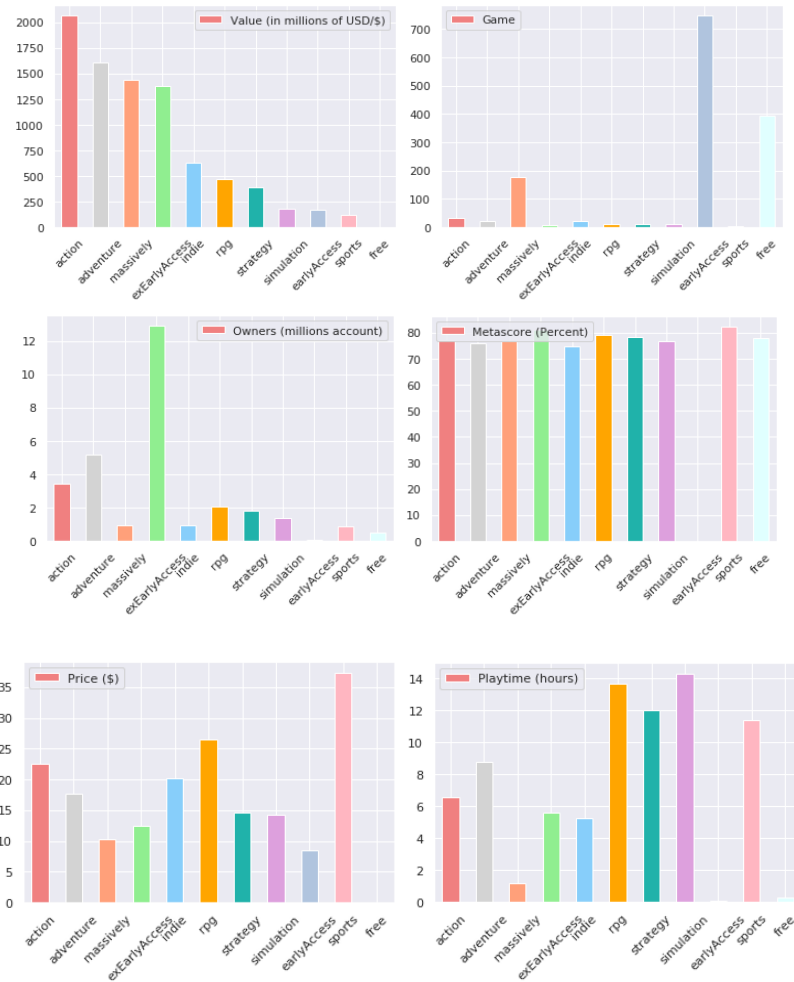 Value (in millions of USD/$)
2000
1750
1500
1250
1000
750
500
250
0
action
adventure
massively
exEarlyAccess
indie
rpg
strategy
simulation
earlyAccess
sports
free
Game
700
600
500
400
300
200
100
0
action
adventure
massively
exEarlyAccess
indie
rpg
strategy
simulation
earlyAccess
sports
free
Owners (millions account)
12
10
8
6
4
2
0
action
adventure
massively
exEarlyAccess
indie
rpg
strategy
simulation
earlyAccess
sports
free
Metascore (Percent)
80
70
60
50
40
30
20
10
0
action
adventure
massively
exEarlyAccess
indie
rpg
strategy
simulation
earlyAccess
sports
free
Price ($)
35
30
25
20
15
10
5
0
action
adventure
massively
exEarlyAccess
indie
rpg
strategy
simulation
earlyAccess
sports
free
Playtime (hours)
14
12
10
8
6
4
2
0
action
adventure
massively
exEarlyAccess
indie
rpg
strategy
simulation
earlyAccess
sports
free